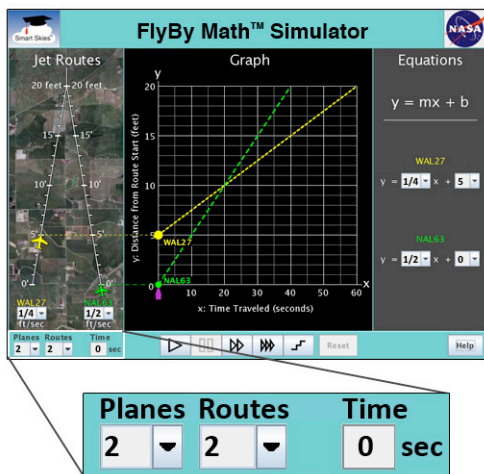 Smart Skies™
FlyBy Math™ Simulator
NASA
Jet Routes
20 feet 20 feet
15' 15'
10' 10'
5' 5'
0' 0'
WAL27 NAL63
1/4 1/2
ft/sec ft/sec
Graph
y
y: Distance from Route Start (feet)
20
15
10
5
0
WAL27
NAL63
0 10 20 30 40 50 60 x
x: Time Traveled (seconds)
Equations
y = mx + b
WAL27
y = 1/4 x + 5
NAL63
y = 1/2 x + 0
Planes Routes Time
2 2 0 sec
Reset
Help
Planes Routes Time
2 2 0 sec